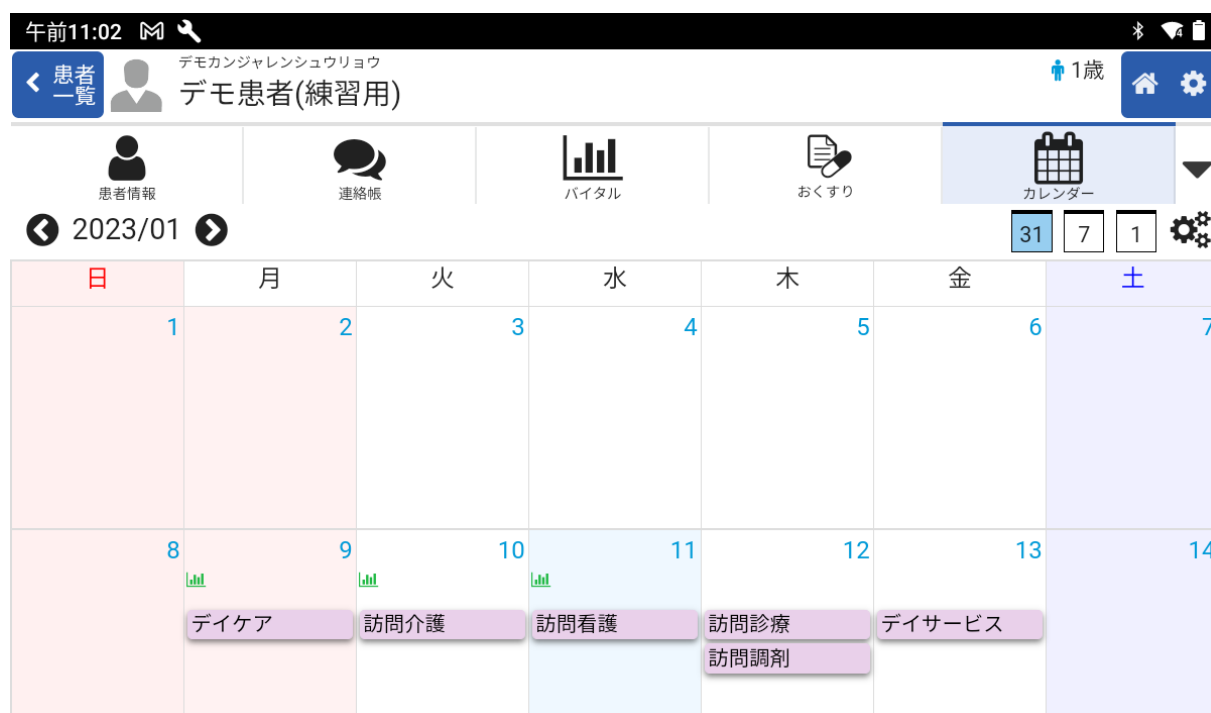 午前11:02
4
患者
一覧
デモカンジャレンシュウリョウ
デモ患者(練習用)
1歳
患者情報
連絡帳
バイタル
おくすり
カレンダー
2023/01
31 7 1
日 月 火 水 木 金 土
1 2 3 4 5 6 7
8 9 10 11 12 13 14
デイケア 訪問介護 訪問看護 訪問診療 デイサービス
訪問調剤